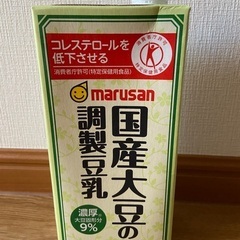 コレステロールを
低下させる
消費者庁許可(特定保健用食品)
marusan
国産大豆の
調製豆乳
濃厚
大豆固形分
9%